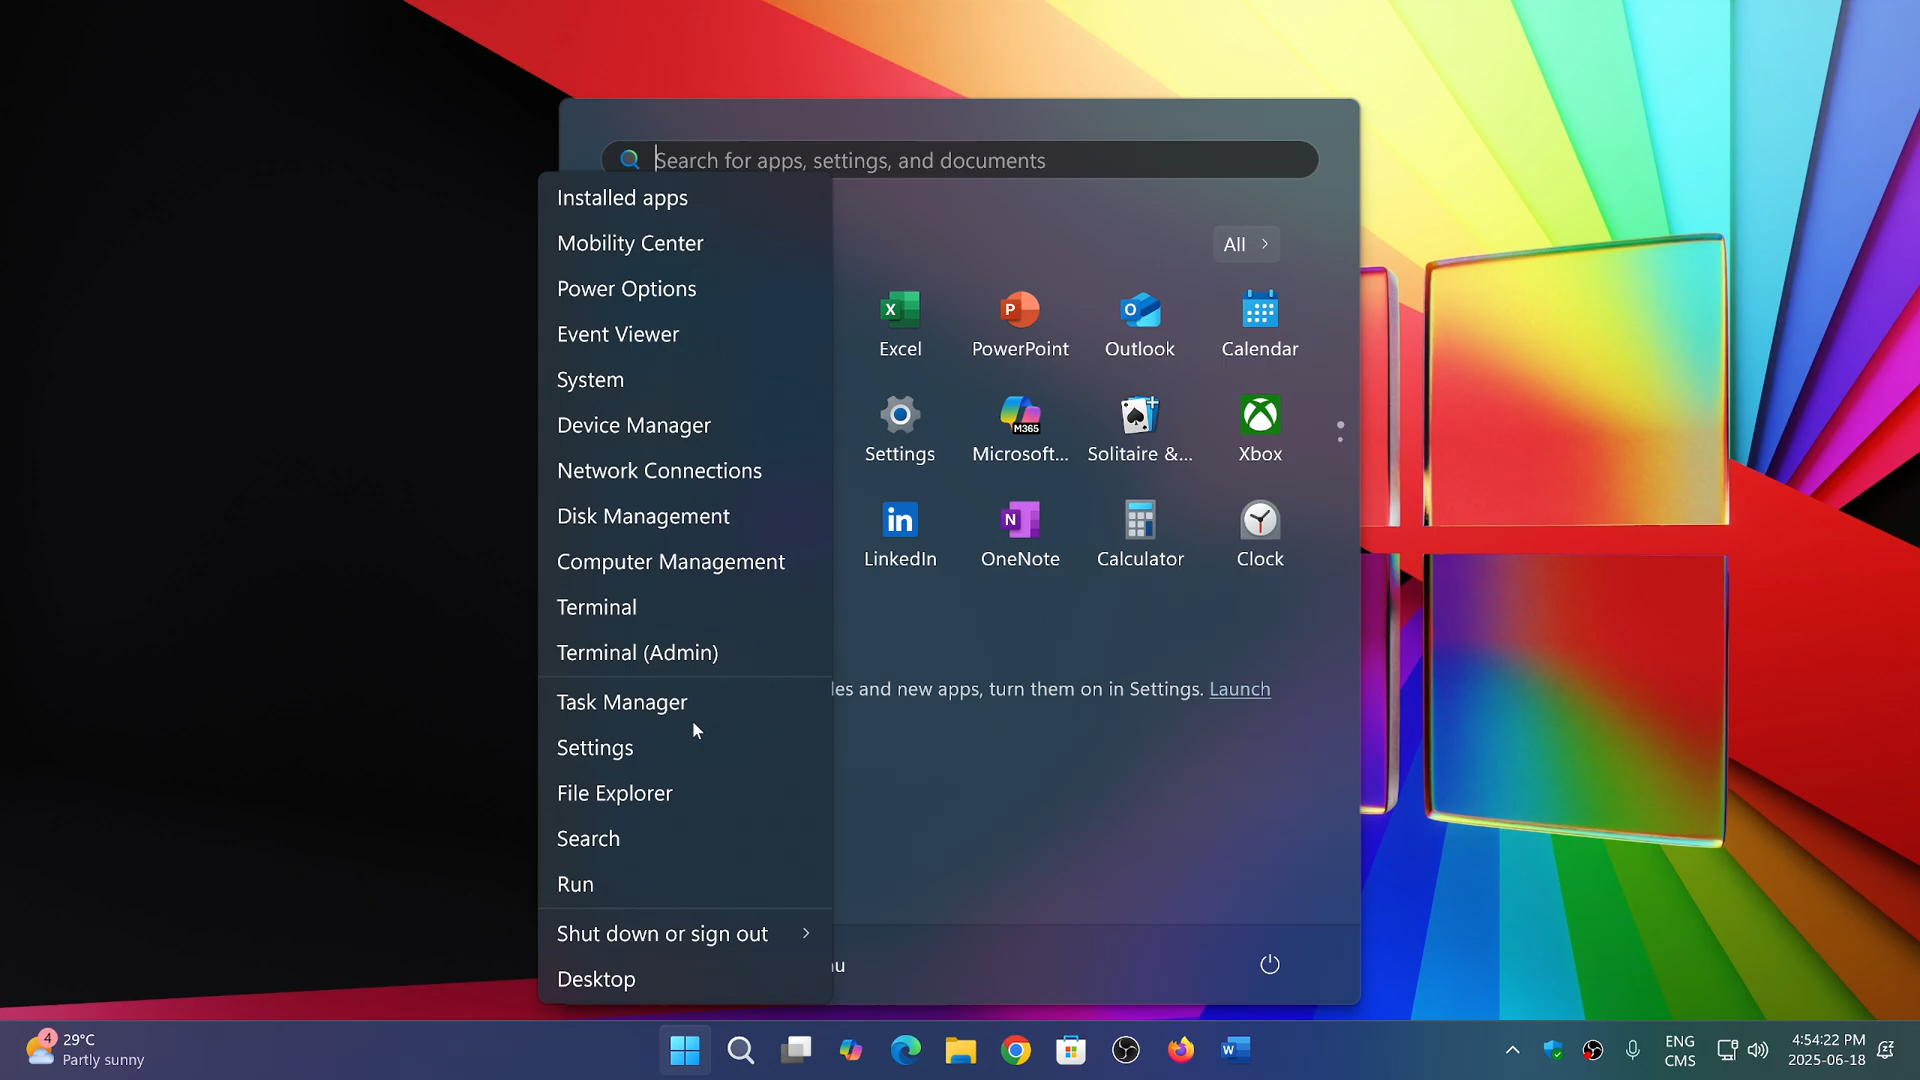 Search for apps, settings, and documents
Installed apps
Mobility Center
Power Options
Event Viewer
System
Device Manager
Network Connections
Disk Management
Computer Management
Terminal
Terminal (Admin)
Task Manager
Settings
File Explorer
Search
Run
Shut down or sign out
Desktop
All
X
P
O
Excel
PowerPoint
Outlook
Calendar
M365
Settings
Microsoft...
Solitaire &...
Xbox
in
N
LinkedIn
OneNote
Calculator
Clock
and new apps, turn them on in Settings. Launch
4
29°C
Partly sunny
W
ENG
CMS
4:54:22 PM
2025-06-18